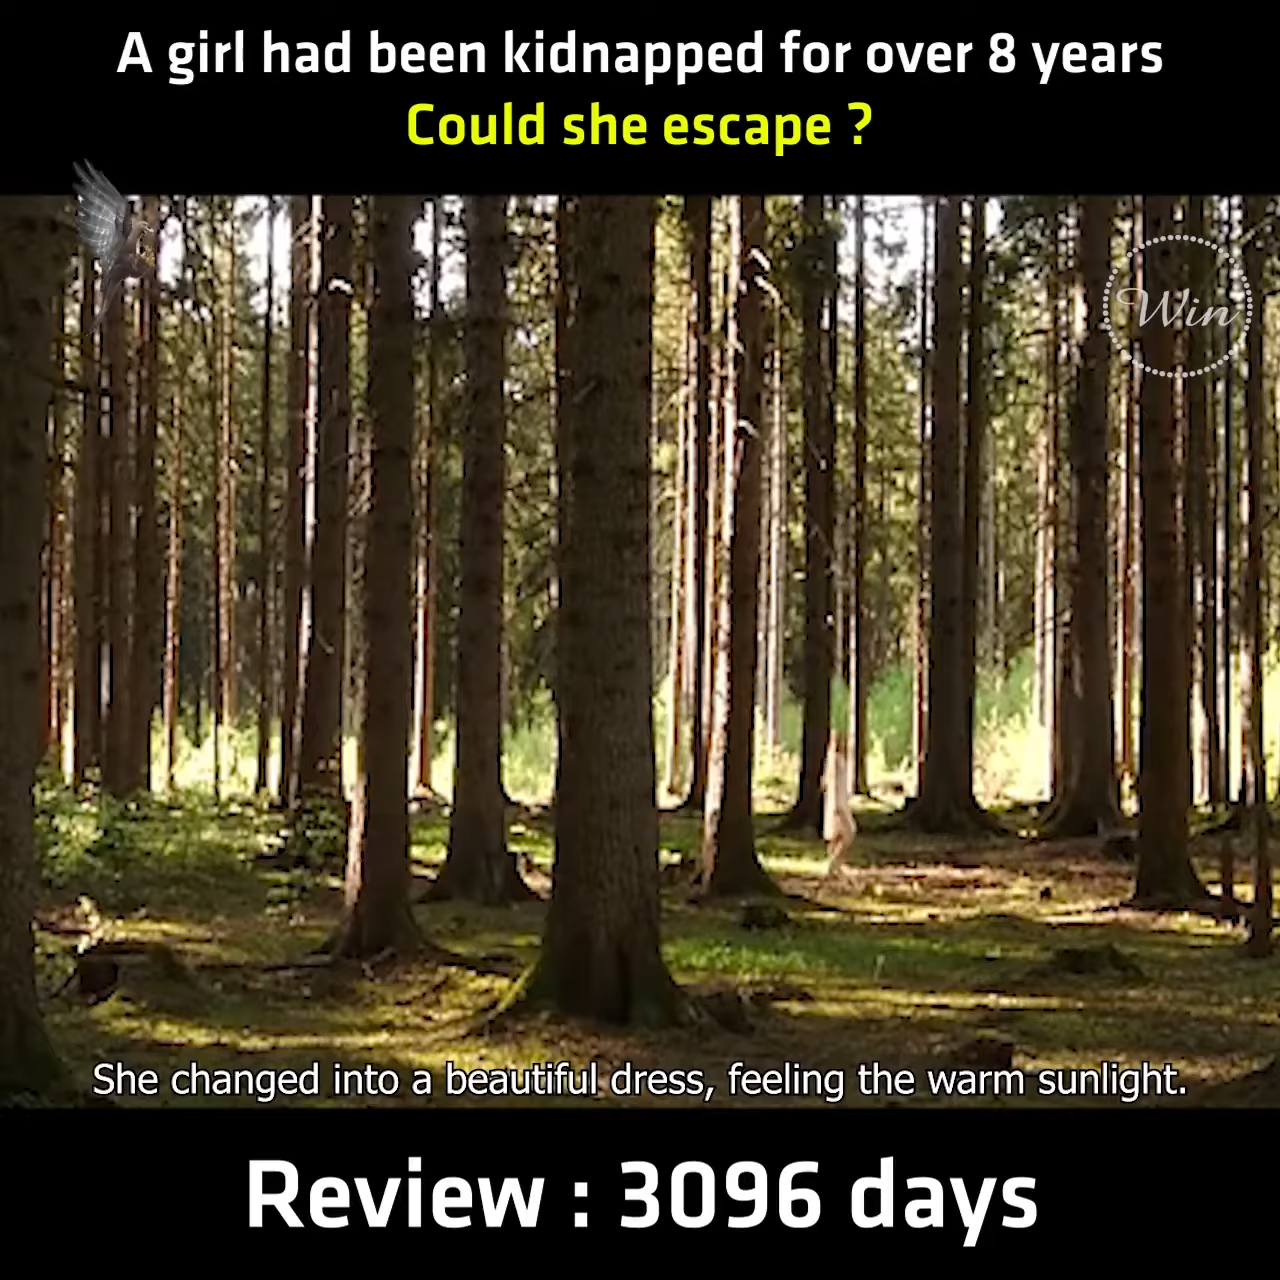 A girl had been kidnapped for over 8 years
Could she escape ?
Win
She changed into a beautiful dress, feeling the warm sunlight.
Review : 3096 days